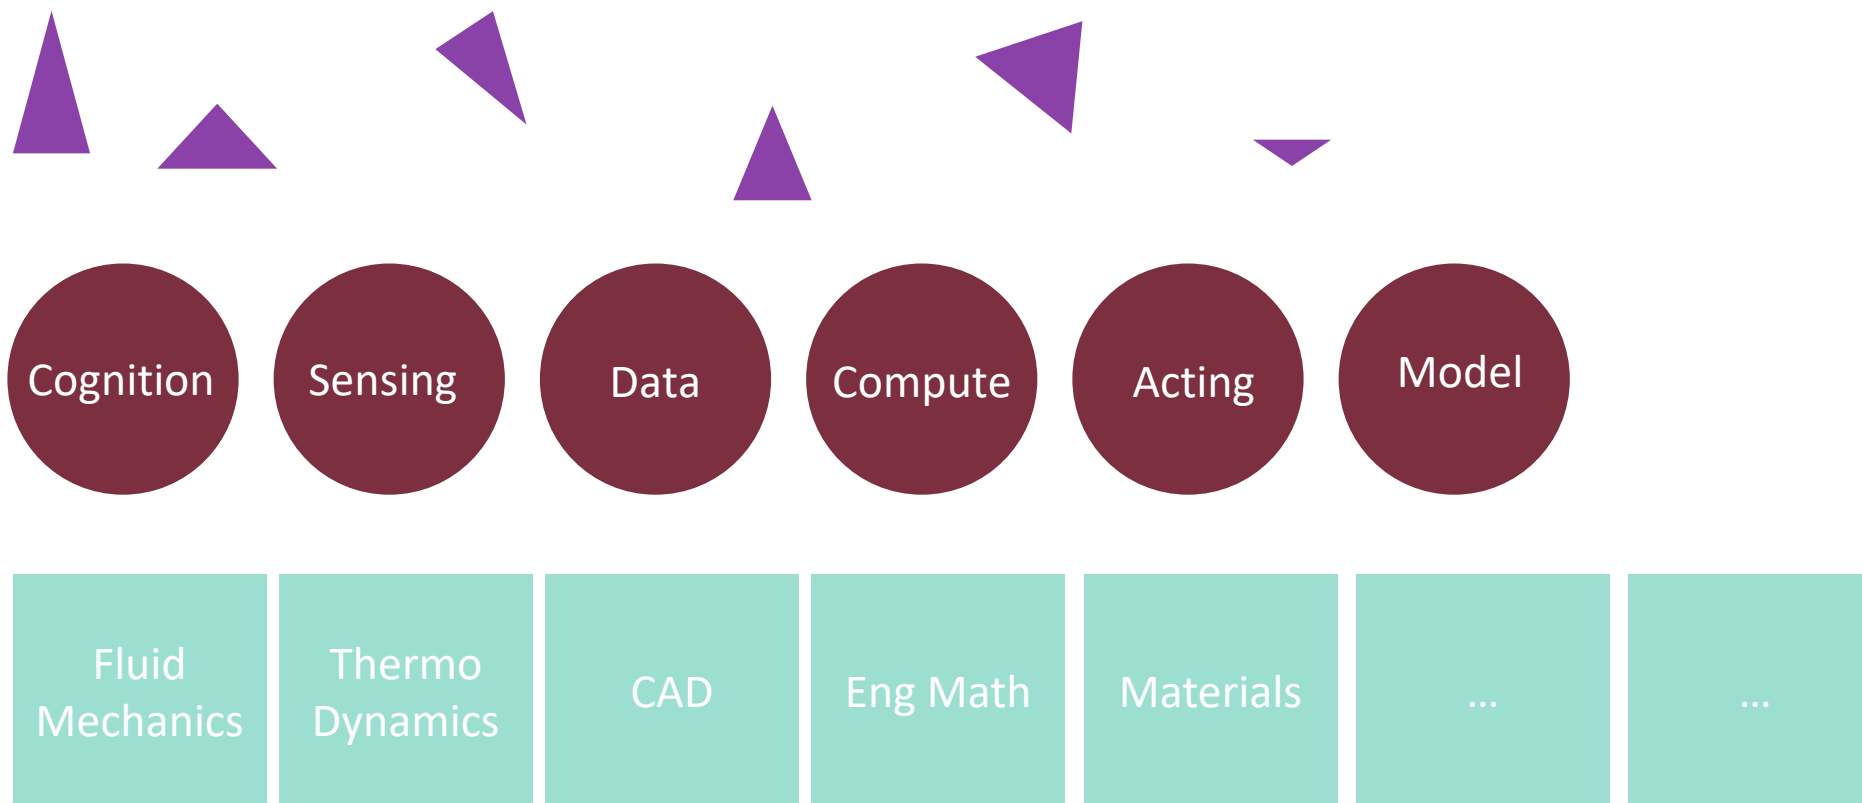 Cognition
Sensing
Data
Compute
Acting
Model
Fluid
Mechanics
Thermo
Dynamics
CAD
Eng Math
Materials
...
...